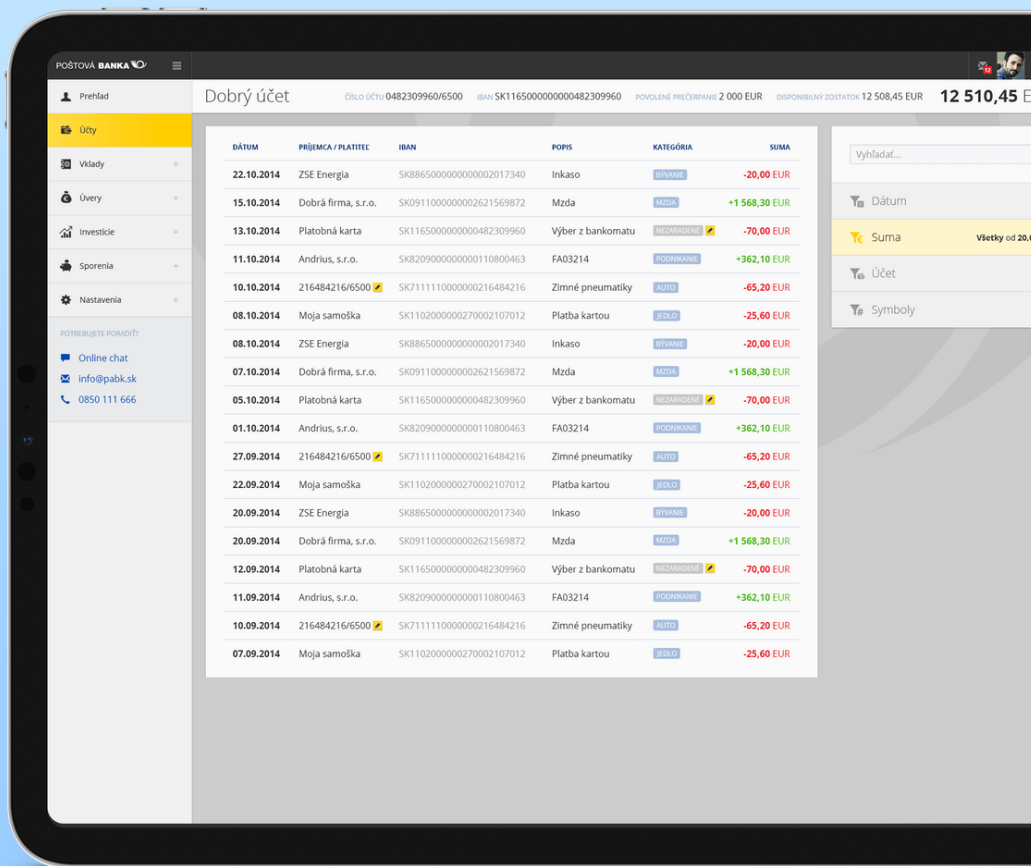 POŠTOVÁ BANKA
12
Prehľad
Účty
Vklady +
Úvery +
Investície +
Sporenia +
Nastavenia +
POTREBUJETE PORADIŤ?
Online chat
info@pabk.sk
0850 111 666
Dobrý účet ČÍSLO ÚČTU 0482309960/6500 IBAN SK1165000000000482309960 POVOLENÉ PREČERPANIE 2 000 EUR DISPONIBILNÝ ZOSTATOK 12 508,45 EUR 12 510,45 E
DÁTUM PRÍJEMCA / PLATITEĽ IBAN POPIS KATEGÓRIA SUMA
22.10.2014 ZSE Energia SK8865000000000002017340 Inkaso BÝVANIE -20,00 EUR
15.10.2014 Dobrá firma, s.r.o. SK0911000000002621569872 Mzda MZDA +1 568,30 EUR
13.10.2014 Platobná karta SK1165000000000482309960 Výber z bankomatu NEZARADENÉ -70,00 EUR
11.10.2014 Andrius, s.r.o. SK8209000000000110800463 FA03214 PODNIKANIE +362,10 EUR
10.10.2014 216484216/6500 SK7111110000000216484216 Zimné pneumatiky AUTO -65,20 EUR
08.10.2014 Moja samoška SK1102000000270002107012 Platba kartou JEDLO -25,60 EUR
08.10.2014 ZSE Energia SK8865000000000002017340 Inkaso BÝVANIE -20,00 EUR
07.10.2014 Dobrá firma, s.r.o. SK0911000000002621569872 Mzda MZDA +1 568,30 EUR
05.10.2014 Platobná karta SK1165000000000482309960 Výber z bankomatu NEZARADENÉ -70,00 EUR
01.10.2014 Andrius, s.r.o. SK8209000000000110800463 FA03214 PODNIKANIE +362,10 EUR
27.09.2014 216484216/6500 SK7111110000000216484216 Zimné pneumatiky AUTO -65,20 EUR
22.09.2014 Moja samoška SK1102000000270002107012 Platba kartou JEDLO -25,60 EUR
20.09.2014 ZSE Energia SK8865000000000002017340 Inkaso BÝVANIE -20,00 EUR
20.09.2014 Dobrá firma, s.r.o. SK0911000000002621569872 Mzda MZDA +1 568,30 EUR
12.09.2014 Platobná karta SK1165000000000482309960 Výber z bankomatu NEZARADENÉ -70,00 EUR
11.09.2014 Andrius, s.r.o. SK8209000000000110800463 FA03214 PODNIKANIE +362,10 EUR
10.09.2014 216484216/6500 SK7111110000000216484216 Zimné pneumatiky AUTO -65,20 EUR
07.09.2014 Moja samoška SK1102000000270002107012 Platba kartou JEDLO -25,60 EUR
Vyhľadať...
Dátum
Suma Všetky od 20,
Účet
Symboly